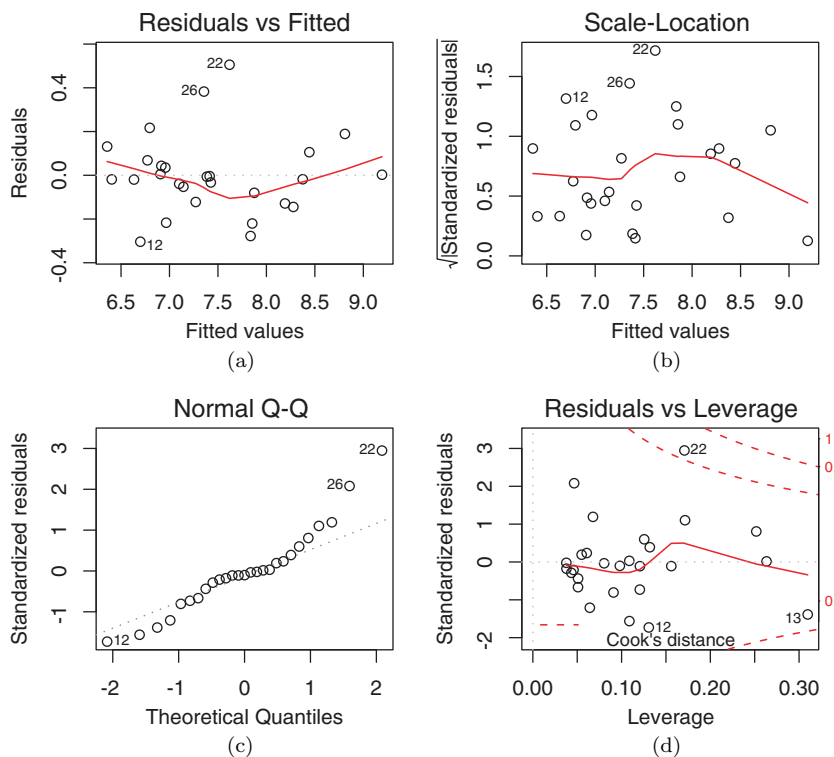 Residuals vs Fitted
Residuals
0.4
0.0
-0.4
22
26
12
6.5 7.0 7.5 8.0 8.5 9.0
Fitted values
(a)
Scale-Location
√|Standardized residuals|
1.5
1.0
0.5
0.0
22
26
12
6.5 7.0 7.5 8.0 8.5 9.0
Fitted values
(b)
Normal Q-Q
Standardized residuals
3
2
1
0
-1
22
26
12
-2 -1 0 1 2
Theoretical Quantiles
(c)
Residuals vs Leverage
Standardized residuals
3
2
1
0
-2
22
13
12
Cook's distance
1
0
0
0.00 0.10 0.20 0.30
Leverage
(d)